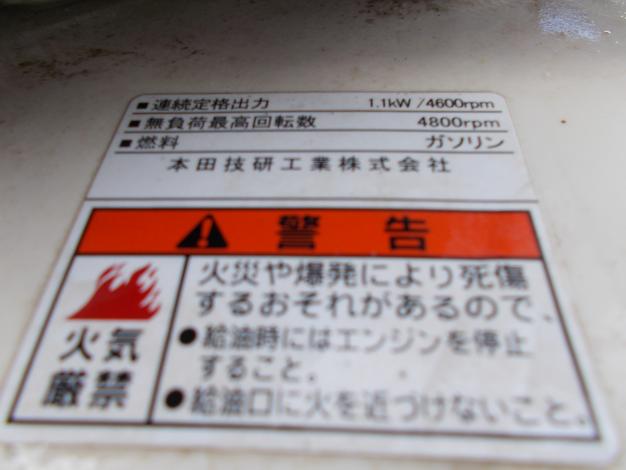 ■連続定格出力 1.1kW/4600rpm
■無負荷最高回転数 4800rpm
■燃料 ガソリン
本田技研工業株式会社
警告
火気
厳禁
火災や爆発により死傷
するおそれがあるので、
●給油時にはエンジンを停止
すること。
●給油口に火を近づけないこと。